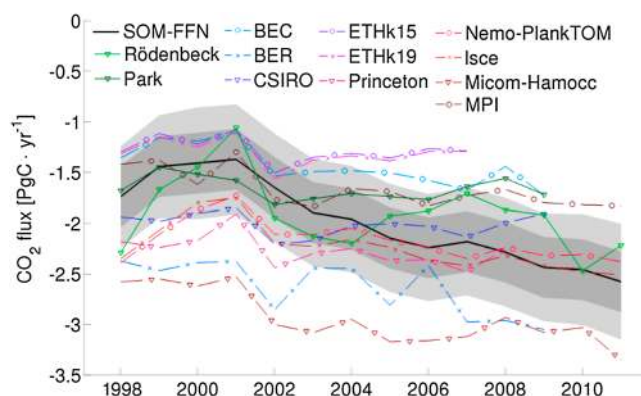 0
-0.5
-1
-1.5
-2
-2.5
-3
-3.5
CO2 flux [PgC · yr-1)
SOM-FFN
Rödenbeck
Park
BEC
BER
CSIRO
ETHk15
ETHk19
Princeton
Nemo-PlankTOM
Isce
Micom-Hamocc
MPI
1998
2000
2002
2004
2006
2008
2010